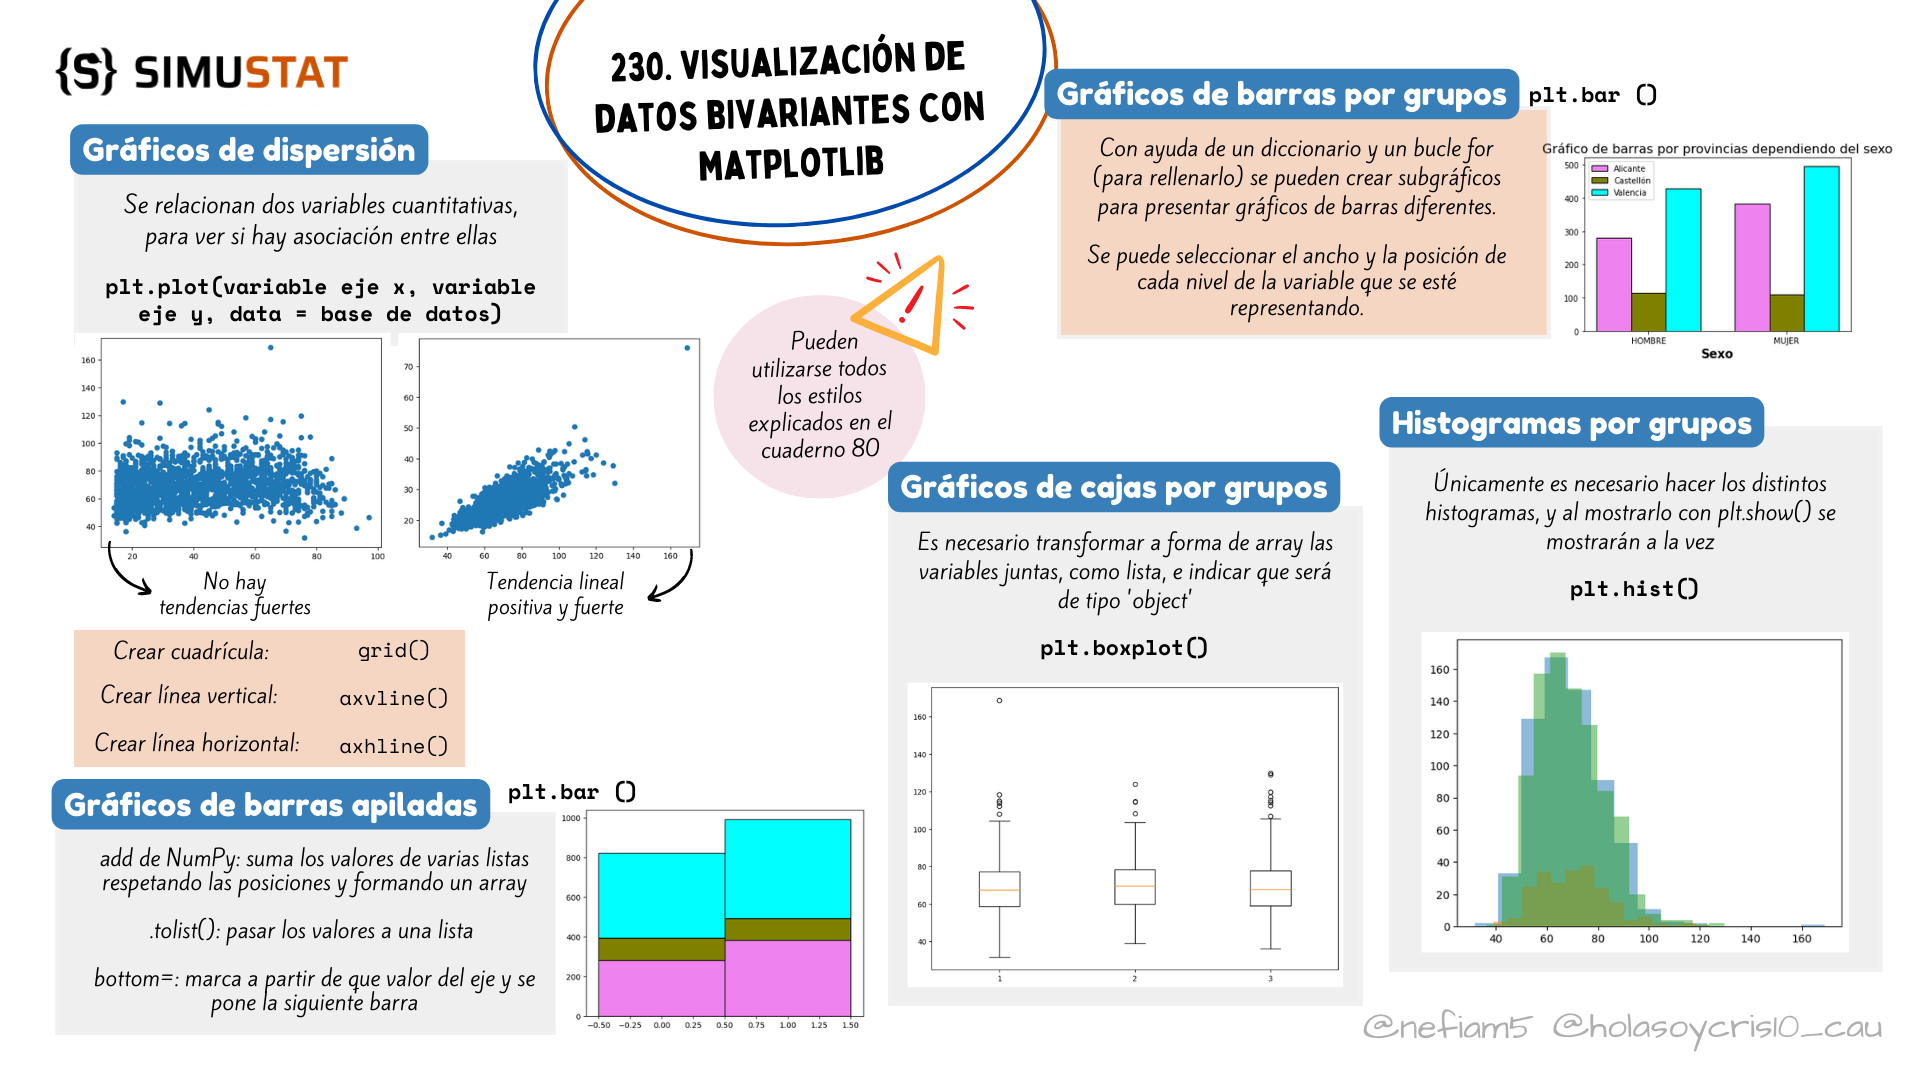 {S} SIMUSTAT
230. VISUALIZACIÓN DE
DATOS BIVARIANTES CON
MATPLOTLIB
Gráficos de dispersión
Se relacionan dos variables cuantitativas,
para ver si hay asociación entre ellas
plt.plot(variable eje x, variable
eje y, data = base de datos)
160
140
120
100
80
60
40
20
40
60
80
100
70
60
50
40
30
20
40
60
80
100
120
140
160
No hay
tendencias fuertes
Tendencia lineal
positiva y fuerte
Crear cuadrícula: grid()
Crear línea vertical: axvline()
Crear línea horizontal: axhline()
Pueden
utilizarse todos
los estilos
explicados en el
cuaderno 80
Gráficos de barras apiladas
plt.bar ()
add de NumPy: suma los valores de varias listas
respetando las posiciones y formando un array
.tolist(): pasar los valores a una lista
bottom=: marca a partir de que valor del eje y se
pone la siguiente barra
1000
800
600
400
200
0
−0.50
−0.25
0.00
0.25
0.50
0.75
1.00
1.25
1.50
Gráficos de barras por grupos
plt.bar ()
Con ayuda de un diccionario y un bucle for
(para rellenarlo) se pueden crear subgráficos
para presentar gráficos de barras diferentes.
Se puede seleccionar el ancho y la posición de
cada nivel de la variable que se esté
representando.
Gráfico de barras por provincias dependiendo del sexo
500
400
300
200
100
0
Alicante
Castellón
Valencia
HOMBRE
MUJER
Sexo
Gráficos de cajas por grupos
Es necesario transformar a forma de array las
variables juntas, como lista, e indicar que será
de tipo 'object'
plt.boxplot()
160
140
120
100
80
60
40
1
2
3
Histogramas por grupos
Únicamente es necesario hacer los distintos
histogramas, y al mostrarlo con plt.show() se
mostrarán a la vez
plt.hist()
160
140
120
100
80
60
40
20
0
40
60
80
100
120
140
160
@nefiam5 @holasoycris10_cau